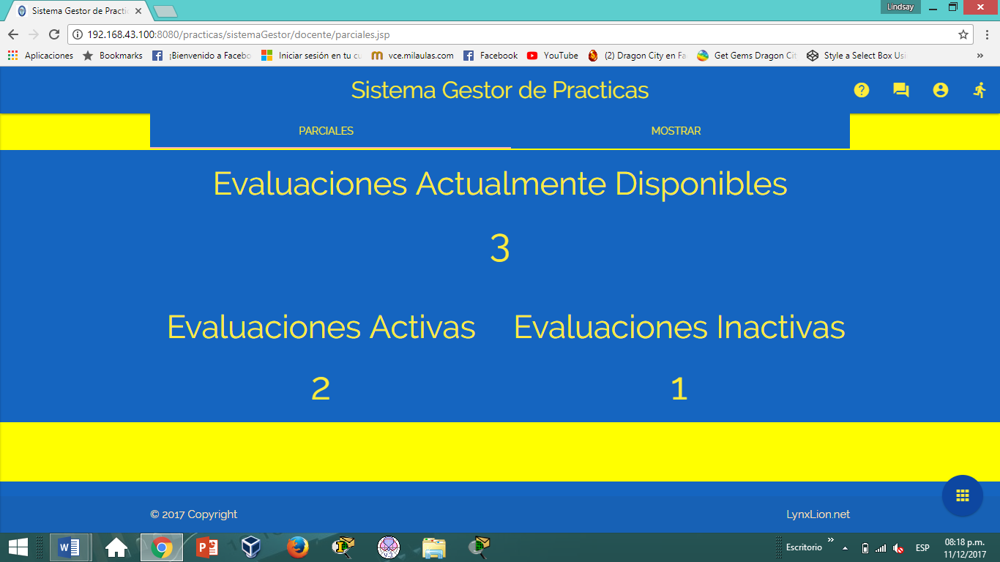 Lindsay
Sistema Gestor de Practic
192.168.43.100:8080/practicas/sistemaGestor/docente/parciales.jsp
Aplicaciones Bookmarks ¡Bienvenido a Facebo Iniciar sesión en tu cu vce.milaulas.com Facebook YouTube (2) Dragon City en Fa Get Gems Dragon Cit Style a Select Box Usi »
Sistema Gestor de Practicas
PARCIALES MOSTRAR
Evaluaciones Actualmente Disponibles
3
Evaluaciones Activas Evaluaciones Inactivas
2 1
© 2017 Copyright LynxLion.net
Escritorio » ESP 08:18 p.m.
11/12/2017
V.3